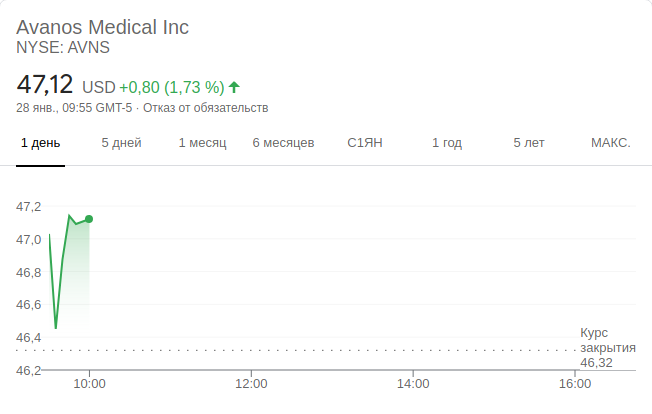 Avanos Medical Inc
NYSE: AVNS
47,12 USD +0,80 (1,73 %)
28 янв., 09:55 GMT-5 · Отказ от обязательств
1 день 5 дней 1 месяц 6 месяцев С1ЯН 1 год 5 лет МАКС.
47,2
47,0
46,8
46,6
46,4
Курс
закрытия
46,32
46,2
10:00 12:00 14:00 16:00